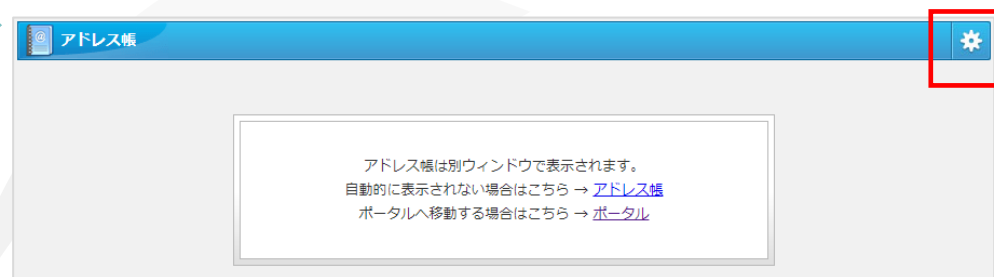 アドレス帳
アドレス帳は別ウィンドウで表示されます。
自動的に表示されない場合はこちら → アドレス帳
ポータルへ移動する場合はこちら → ポータル